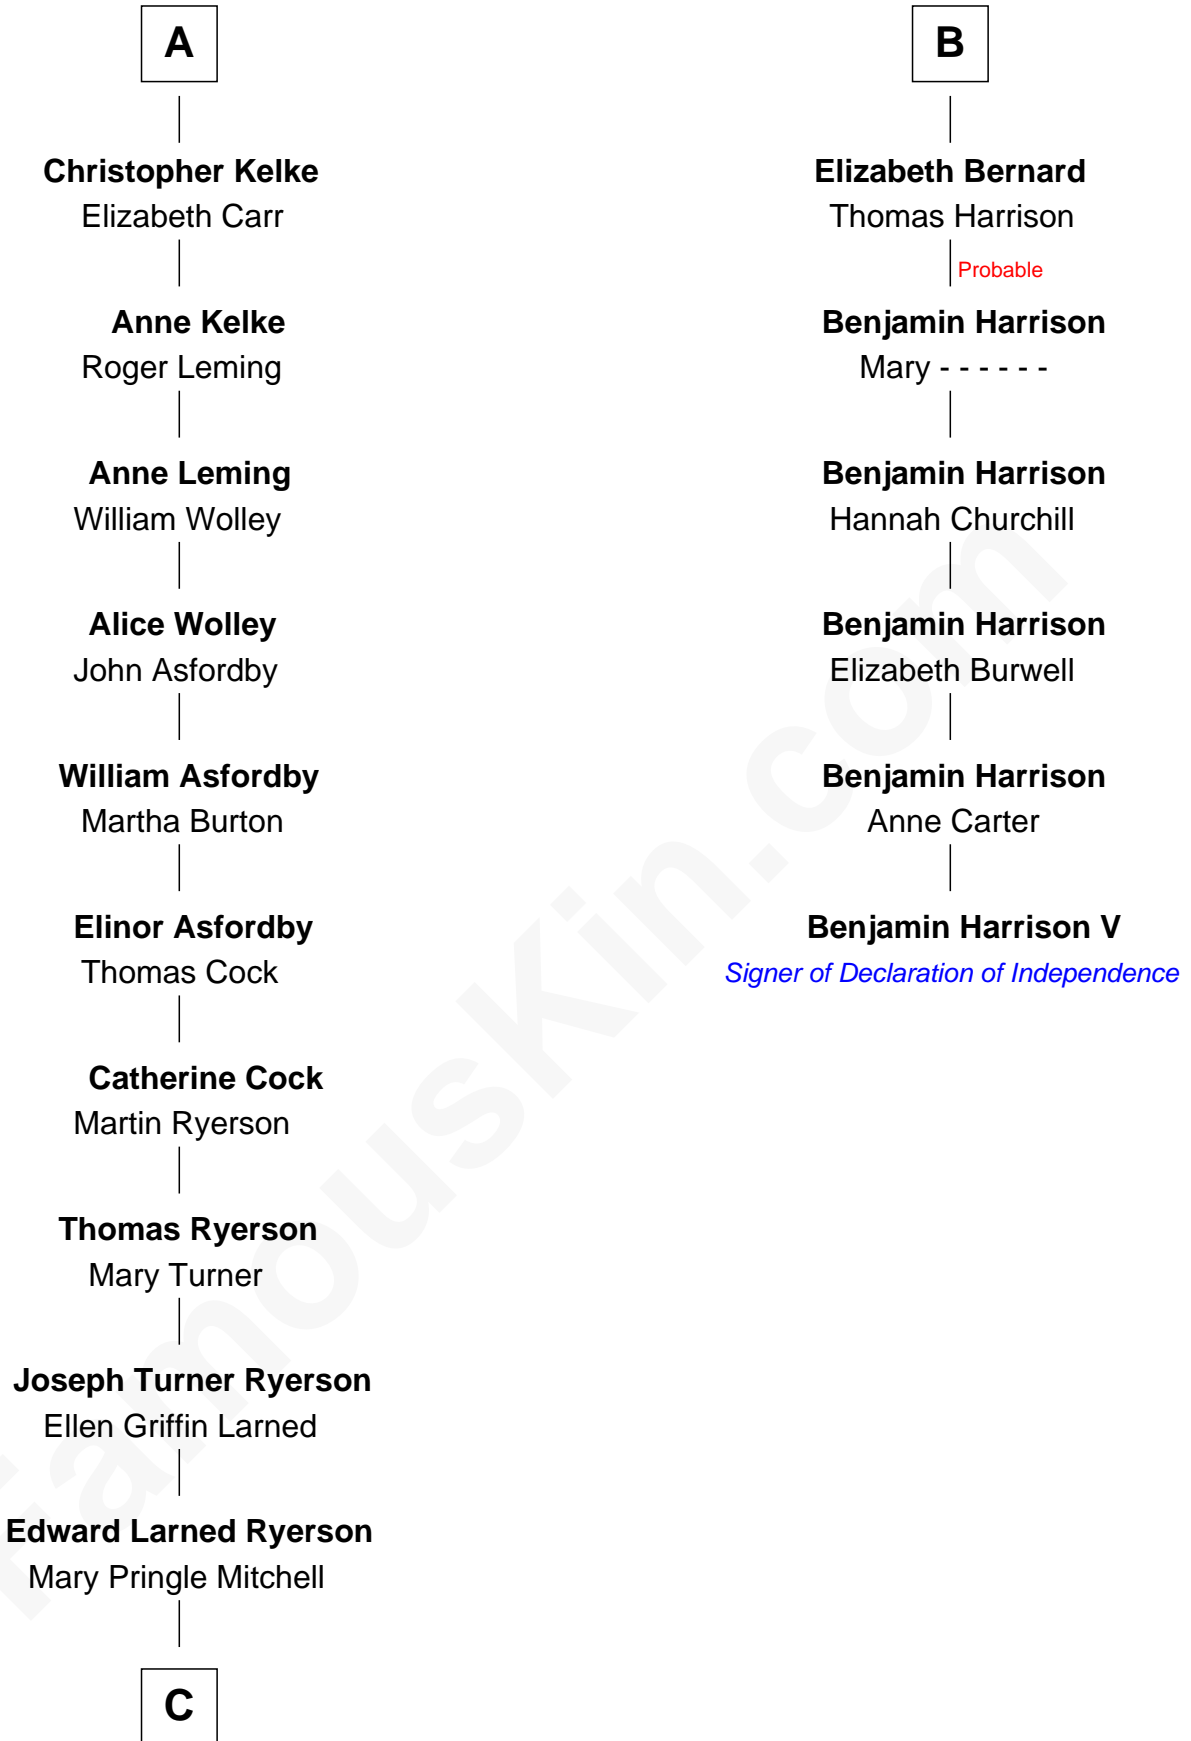 A
Christopher Kelke
Elizabeth Carr
Anne Kelke
Roger Leming
Anne Leming
William Wolley
Alice Wolley
John Asfordby
William Asfordby
Martha Burton
Elinor Asfordby
Thomas Cock
Catherine Cock
Martin Ryerson
Thomas Ryerson
Mary Turner
Joseph Turner Ryerson
Ellen Griffin Larned
Edward Larned Ryerson
Mary Pringle Mitchell
C
B
Elizabeth Bernard
Thomas Harrison
Probable
Benjamin Harrison
Mary - - - - - -
Benjamin Harrison
Hannah Churchill
Benjamin Harrison
Elizabeth Burwell
Benjamin Harrison
Anne Carter
Benjamin Harrison V
Signer of Declaration of Independence
FamousKin.com